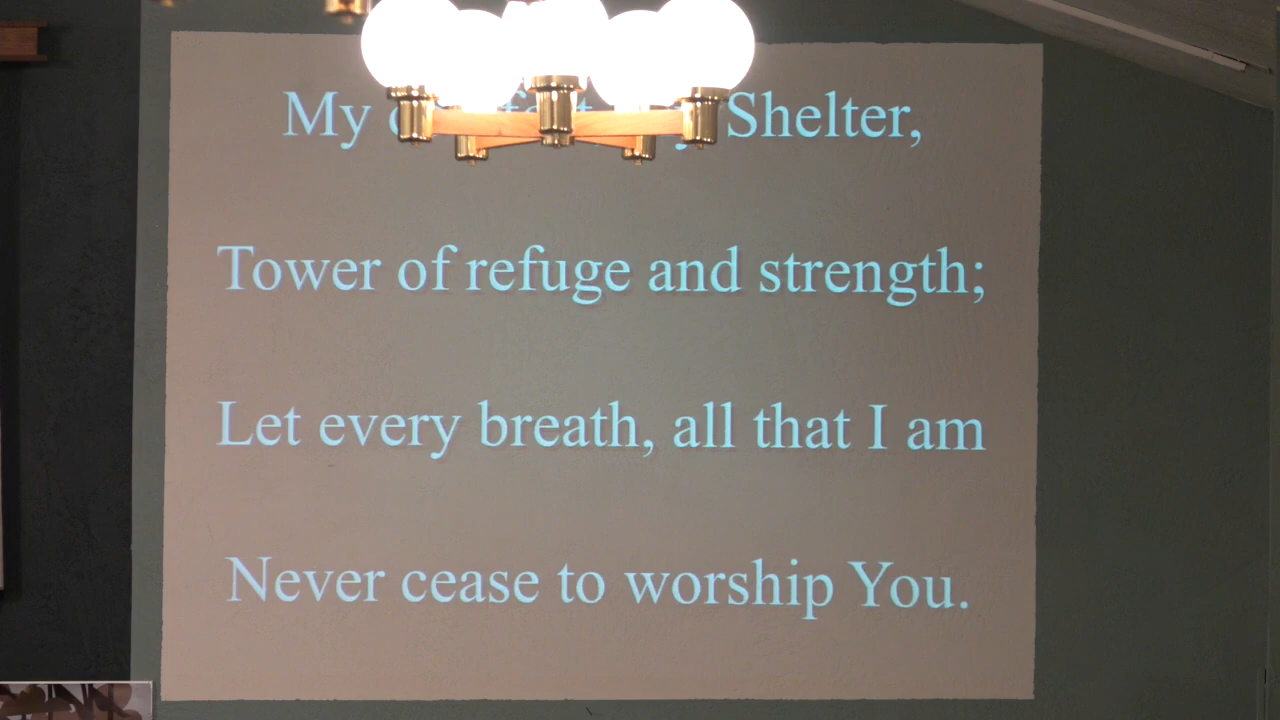 My Shelter,
Tower of refuge and strength;
Let every breath, all that I am
Never cease to worship You.